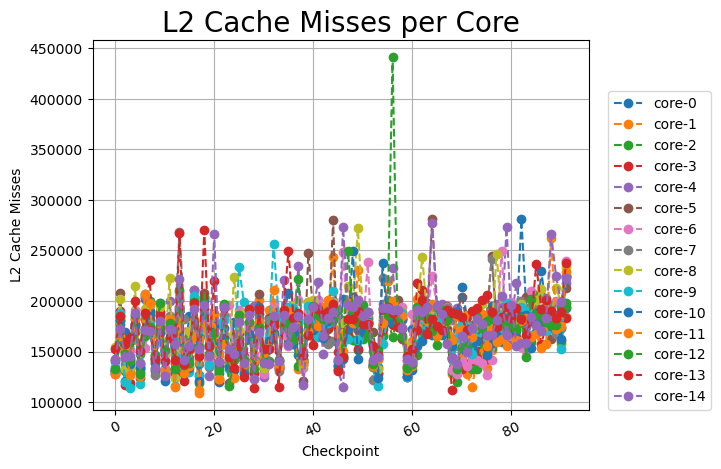 L2 Cache Misses per Core
450000
400000
350000
300000
250000
200000
150000
100000
L2 Cache Misses
0
20
40
60
80
Checkpoint
core-0
core-1
core-2
core-3
core-4
core-5
core-6
core-7
core-8
core-9
core-10
core-11
core-12
core-13
core-14